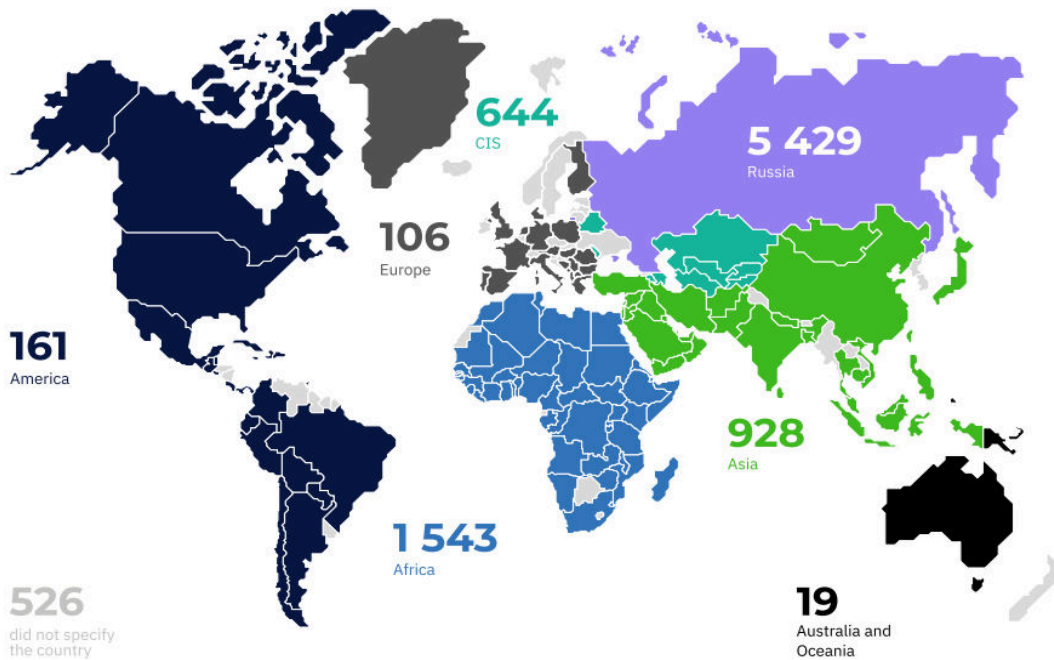 644
CIS
5 429
Russia
106
Europe
161
America
928
Asia
1 543
Africa
526
did not specify
the country
19
Australia and
Oceania